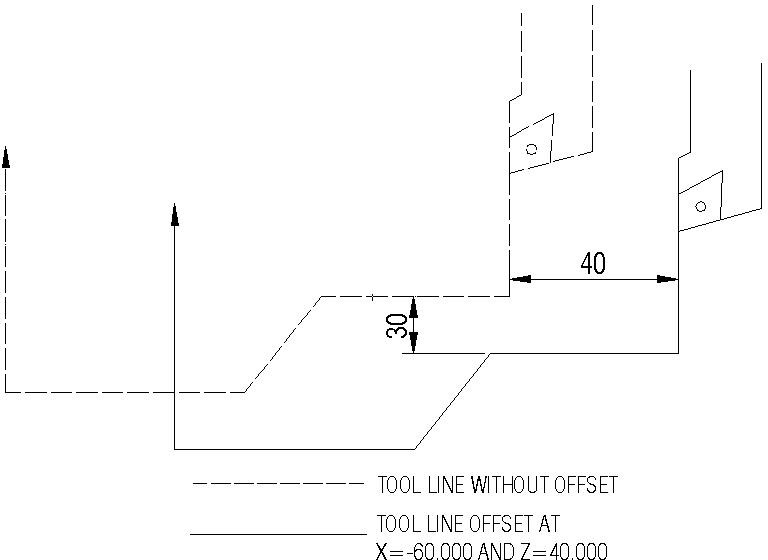 40
30
TOOL LINE WITHOUT OFFSET
TOOL LINE OFFSET AT
X=-60.000 AND Z=40.000